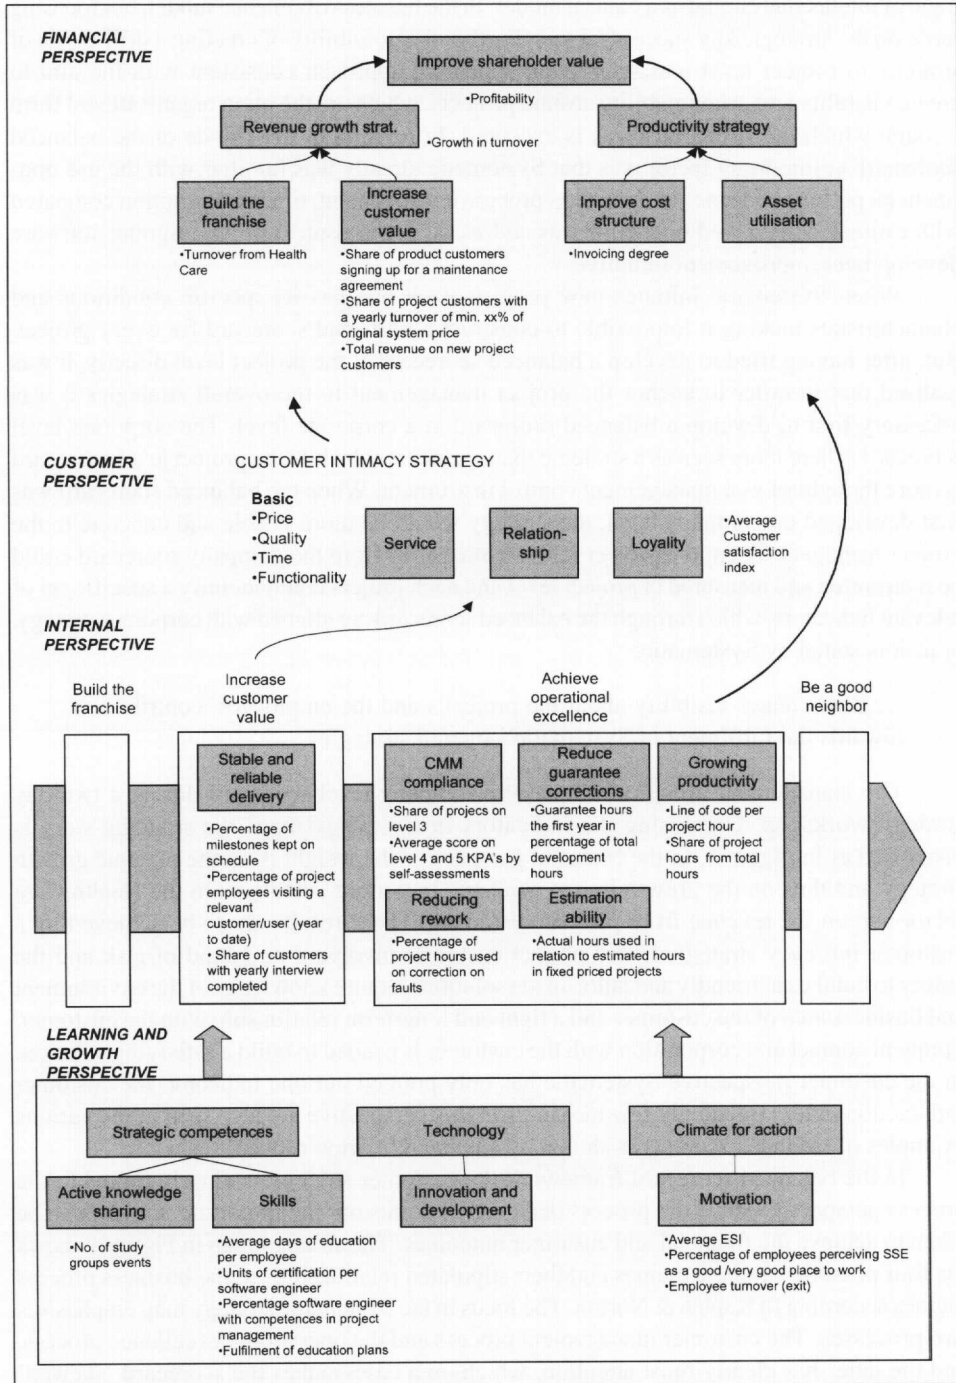 FINANCIAL
PERSPECTIVE
Improve shareholder value
•Profitability
Revenue growth strat.
•Growth in turnover
Productivity strategy
Build the
franchise
Increase
customer
value
Improve cost
structure
Asset
utilisation
•Turnover from Health
Care
•Share of product customers
signing up for a maintenance
agreement
•Share of project customers with
a yearly turnover of min. xx% of
original system price
•Total revenue on new project
customers
•Invoicing degree
CUSTOMER
PERSPECTIVE
CUSTOMER INTIMACY STRATEGY
Basic
•Price
•Quality
•Time
•Functionality
Service
Relation-
ship
Loyality
•Average
Customer
satisfaction
index
INTERNAL
PERSPECTIVE
Build the
franchise
Increase
customer
value
Achieve
operational
excellence
Be a good
neighbor
Stable and
reliable
delivery
•Percentage of
milestones kept on
schedule
•Percentage of project
employees visiting a
relevant
customer/user (year
to date)
• Share of customers
with yearly interview
completed
CMM
compliance
•Share of projecs on
level 3
•Average score on
level 4 and 5 KPA's by
self-assessments
Reduce
guarantee
corrections
•Guarantee hours
the first year in
percentage of total
development
hours
Growing
productivity
•Line of code per
project hour
•Share of project
hours from total
hours
Reducing
rework
•Percentage of
project hours used
on correction on
faults
Estimation
ability
•Actual hours used in
relation to estimated hours
in fixed priced projects
LEARNING AND
GROWTH
PERSPECTIVE
Strategic competences
Technology
Climate for action
Active knowledge
sharing
Skills
Innovation and
development
Motivation
•No. of study
groups events
•Average days of education
per employee
•Units of certification per
software engineer
•Percentage software engineer
with competences in project
management
•Fulfilment of education plans
•Average ESI
•Percentage of employees perceiving SSE
as a good /very good place to work
•Employee turnover (exit)